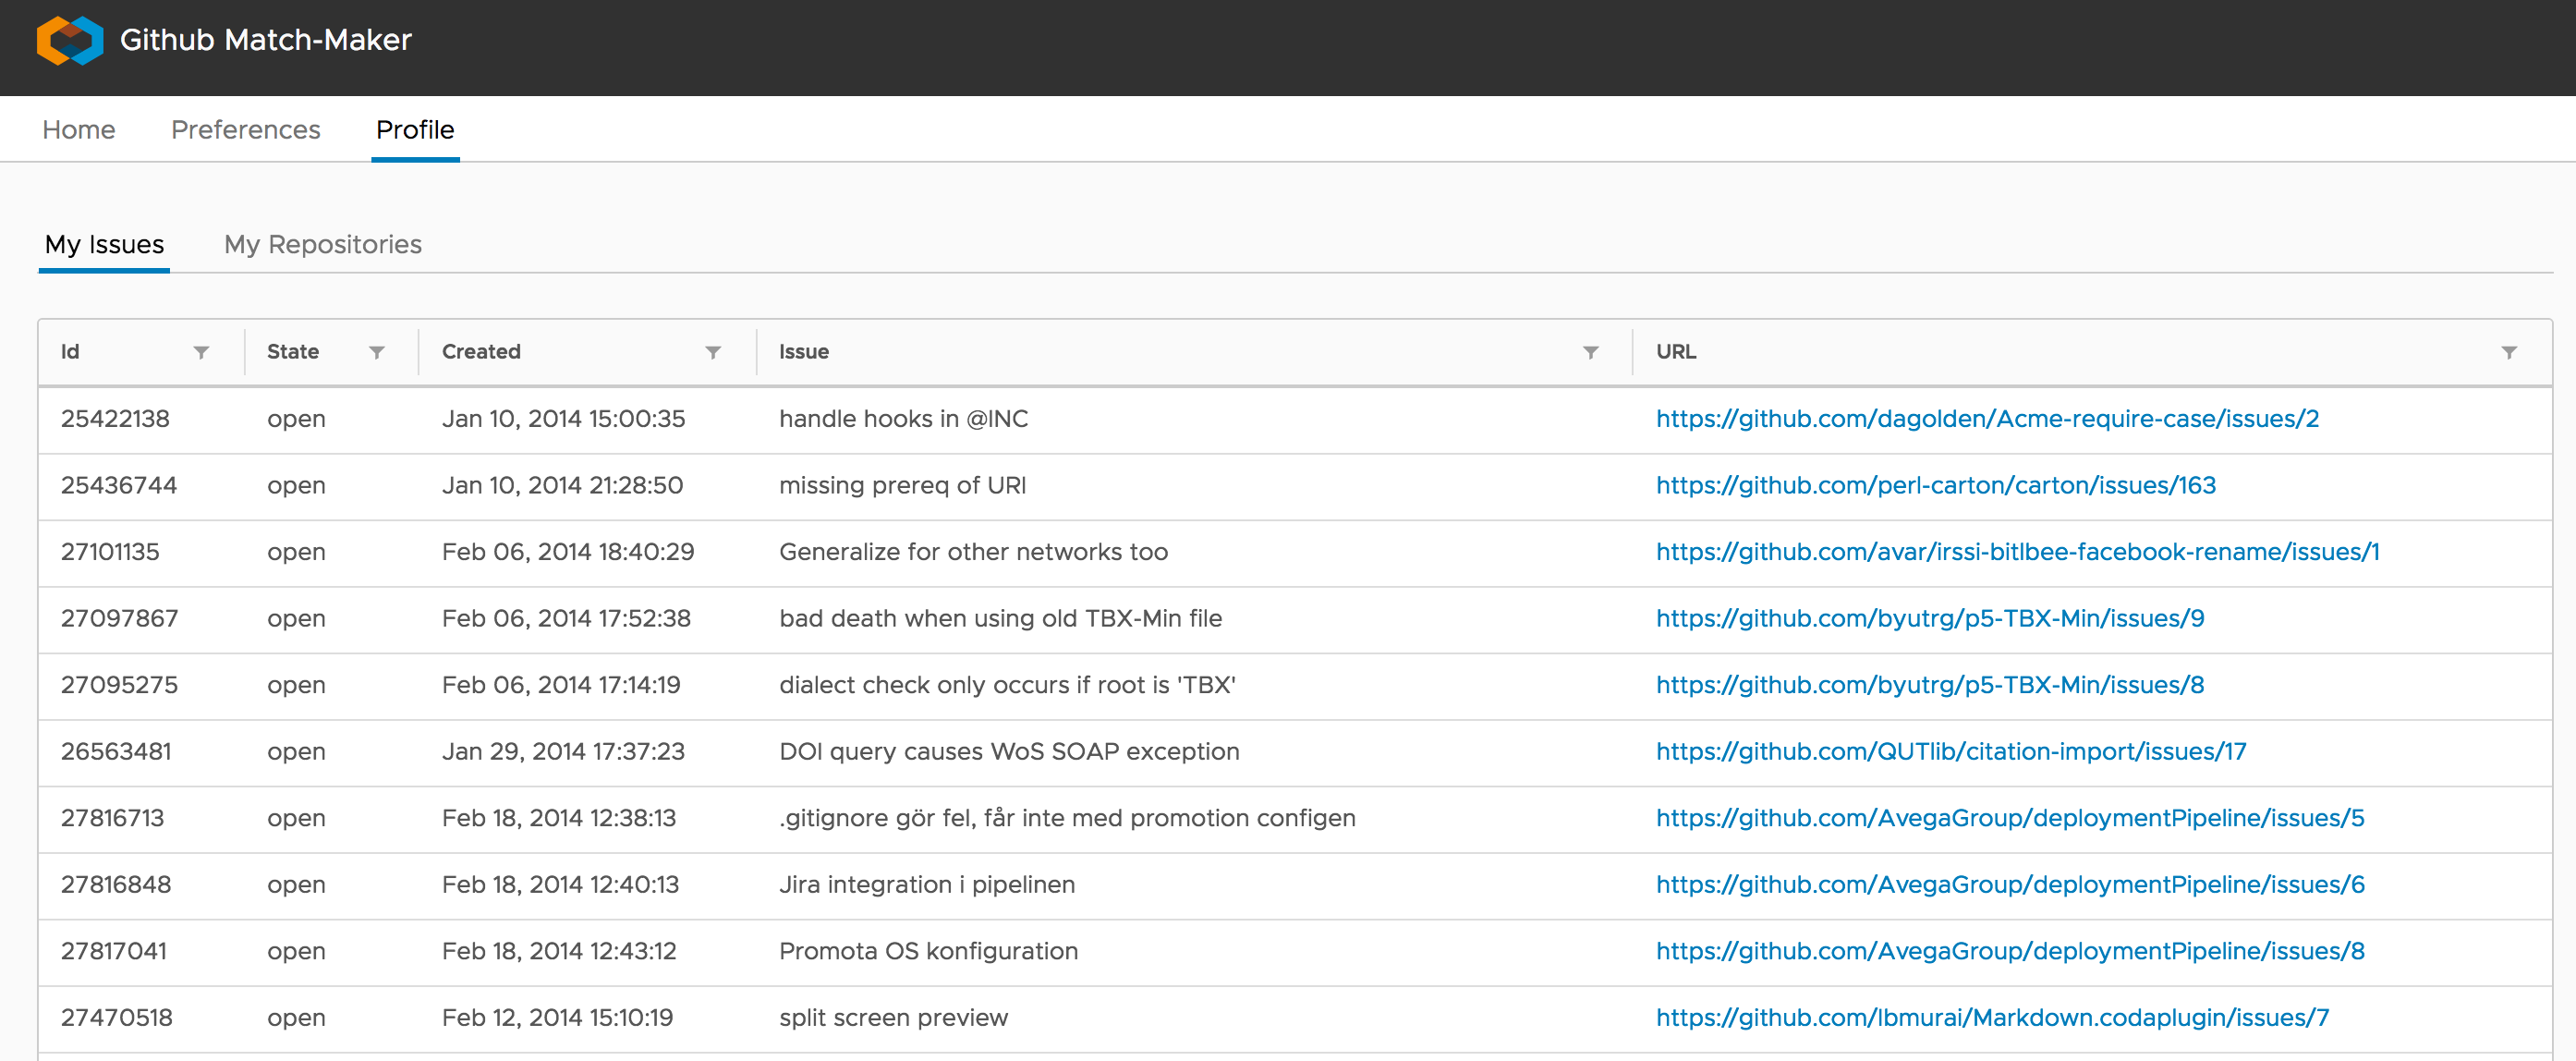 Github Match-Maker
Home Preferences Profile
My Issues My Repositories
Id State Created Issue URL
25422138 open Jan 10, 2014 15:00:35 handle hooks in @INC https://github.com/dagolden/Acme-require-case/issues/2
25436744 open Jan 10, 2014 21:28:50 missing prereq of URI https://github.com/perl-carton/carton/issues/163
27101135 open Feb 06, 2014 18:40:29 Generalize for other networks too https://github.com/avar/irssi-bitlbee-facebook-rename/issues/1
27097867 open Feb 06, 2014 17:52:38 bad death when using old TBX-Min file https://github.com/byutrg/p5-TBX-Min/issues/9
27095275 open Feb 06, 2014 17:14:19 dialect check only occurs if root is 'TBX' https://github.com/byutrg/p5-TBX-Min/issues/8
26563481 open Jan 29, 2014 17:37:23 DOI query causes WoS SOAP exception https://github.com/QUTlib/citation-import/issues/17
27816713 open Feb 18, 2014 12:38:13 .gitignore gör fel, får inte med promotion configen https://github.com/AvegaGroup/deploymentPipeline/issues/5
27816848 open Feb 18, 2014 12:40:13 Jira integration i pipelinen https://github.com/AvegaGroup/deploymentPipeline/issues/6
27817041 open Feb 18, 2014 12:43:12 Promota OS konfiguration https://github.com/AvegaGroup/deploymentPipeline/issues/8
27470518 open Feb 12, 2014 15:10:19 split screen preview https://github.com/lbmurai/Markdown.codaplugin/issues/7